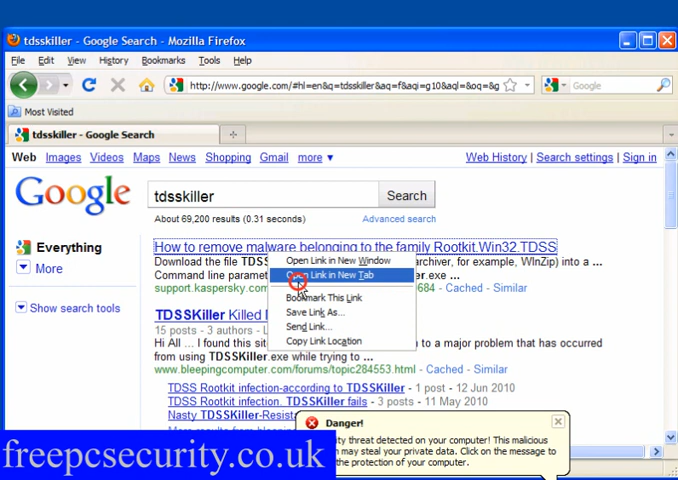 tdsskiller - Google Search - Mozilla Firefox
File Edit View History Bookmarks Tools Help
http://www.google.com/#hl=en&q=tdsskiller&aq=f&aqi=g10&aql=&oq=&g
Google
Most Visited
tdsskiller - Google Search
Web Images Videos Maps News Shopping Gmail more ▼
Web History | Search settings | Sign in
Google
tdsskiller
Search
About 69,200 results (0.31 seconds)
Advanced search
Everything
More
Show search tools
How to remove malware belonging to the family Rootkit.Win32.TDSS
Download the file TDS archiver, for example, WInZip) into a ...
Command line paramet er.exe ...
support.kaspersky.com 684 - Cached - Similar
Open Link in New Window
Open Link in New Tab
Bookmark This Link
Save Link As...
Send Link...
Copy Link Location
TDSSKiller Killed
15 posts - 3 authors - L
Hi All ... I found this sit to a major problem that has occurred
from using TDSSKiller.exe while trying to ...
www.bleepingcomputer.com/forums/topic284553.html - Cached - Similar
TDSS Rootkit infection-according to TDSSKiller - 1 post - 12 Jun 2010
TDSS Rootkit infection. TDSSKiller fails - 3 posts - 11 May 2010
Nasty TDSSKiller-Resist
Danger!
ity threat detected on your computer! This malicious
m may steal your private data. Click on the message to
the protection of your computer.
freepcsecurity.co.uk